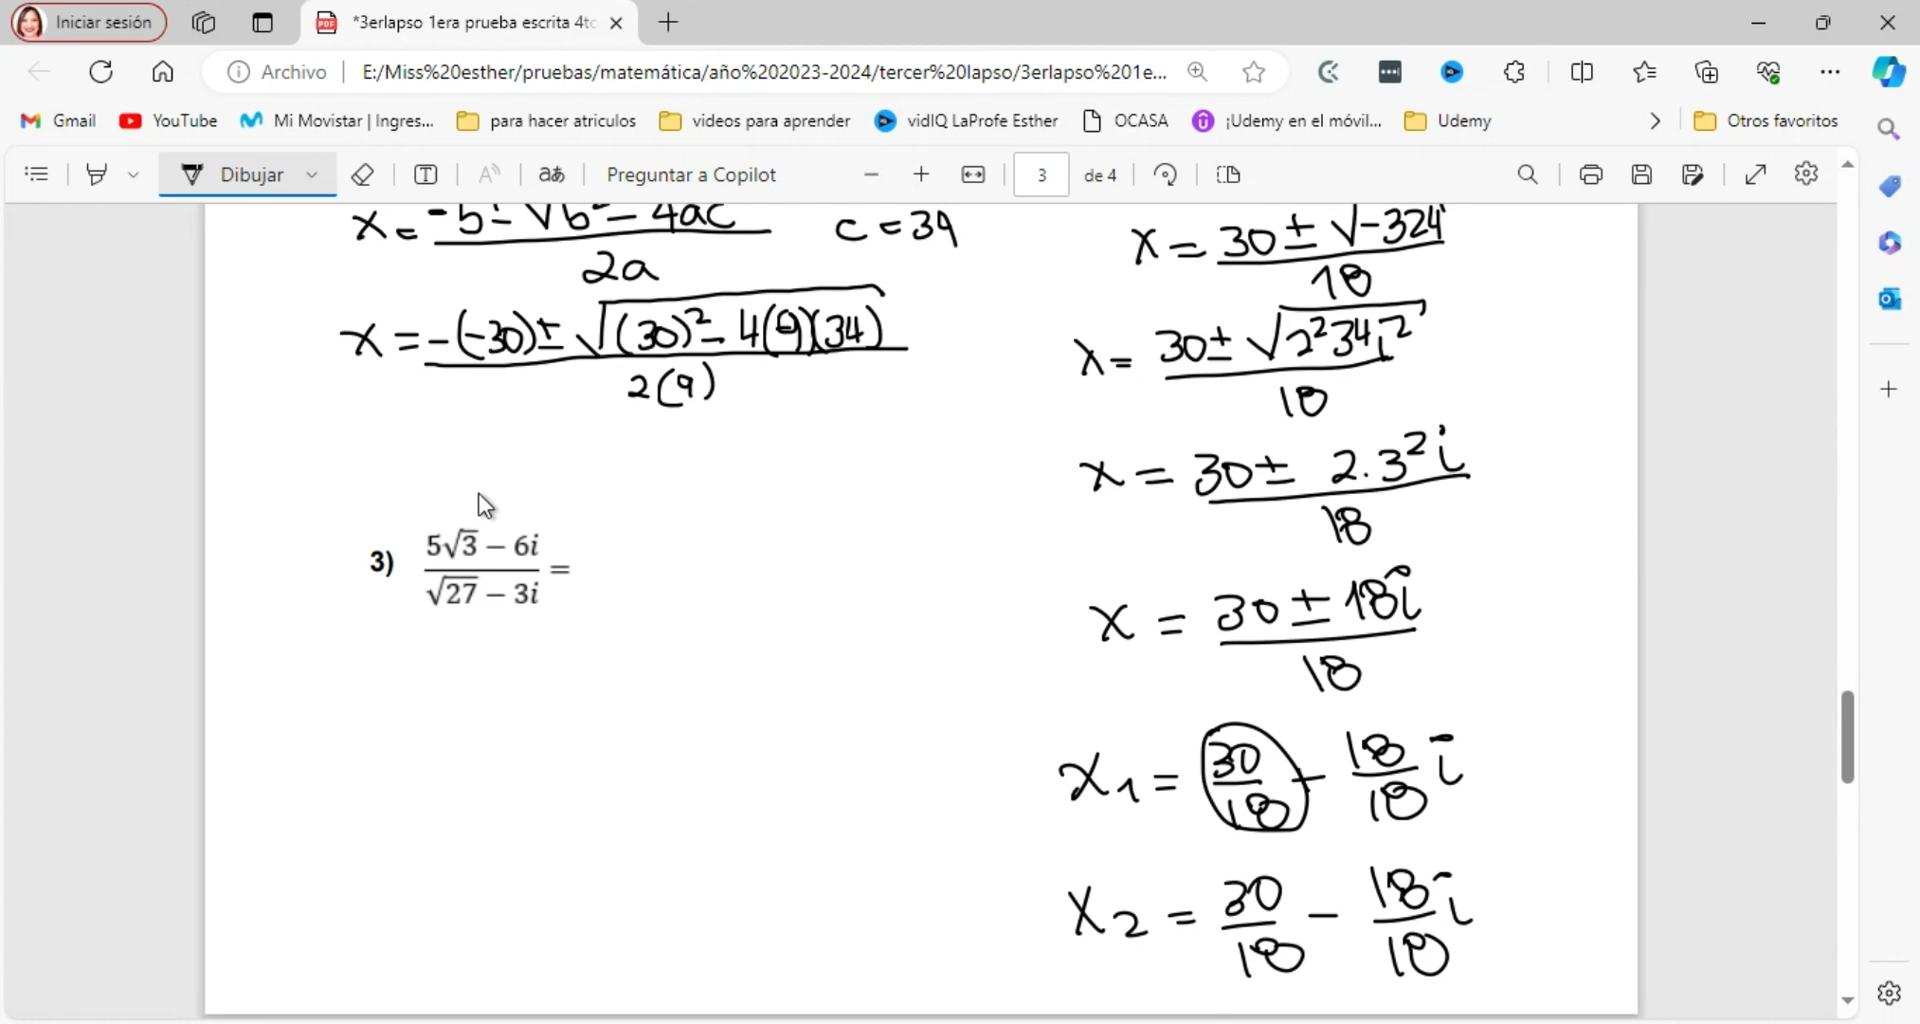 Iniciar sesión
*3erlapso 1era prueba escrita 4to
Archivo
E:/Miss%20esther/pruebas/matemática/año%202023-2024/tercer%20lapso/3erlapso%201e...
Gmail
YouTube
Mi Movistar | Ingres...
para hacer atriculos
videos para aprender
vidIQ LaProfe Esther
OCASA
¡Udemy en el móvil...
Udemy
Otros favoritos
Dibujar
aあ
Preguntar a Copilot
3
de 4
x = -b ± √b² - 4ac / 2a
c = 34
x = -(-30) ± √(30)² - 4(9)(34) / 2(9)
3) 5√3 − 6i / √27 − 3i =
x = 30 ± √-324 / 18
x = 30 ± √2²3⁴i² / 18
x = 30 ± 2.3²i / 18
x = 30 ± 18i / 18
x₁ = 30/18 + 18/18 i
x₂ = 30/18 - 18/18 i